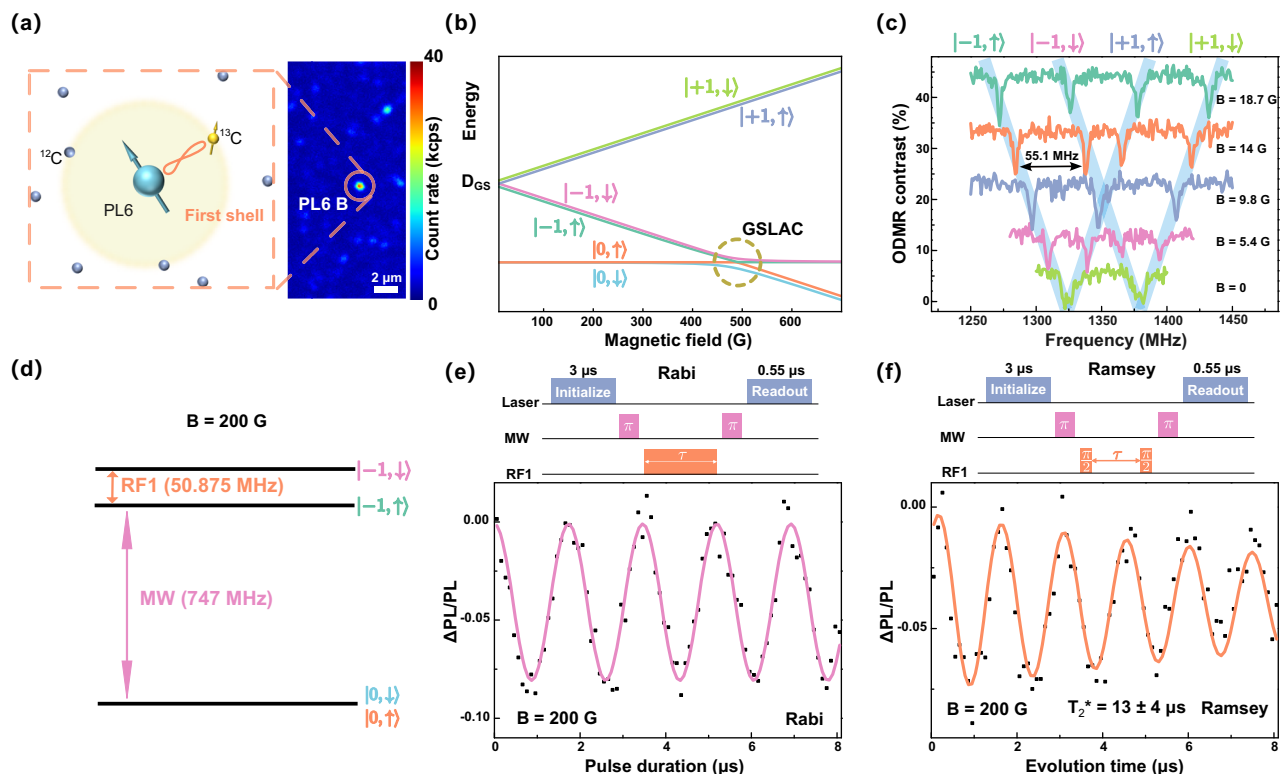 (a)
¹³C
¹²C
PL6
First shell
PL6 B
2 μm
40
Count rate (kcps)
0
(b)
Energy
D_GS
|+1,↓⟩
|+1,↑⟩
|−1,↓⟩
|−1,↑⟩
GSLAC
|0,↑⟩
|0,↓⟩
100 200 300 400 500 600
Magnetic field (G)
(c)
|−1,↑⟩ |−1,↓⟩ |+1,↑⟩ |+1,↓⟩
ODMR contrast (%)
50
40
30
20
10
0
B = 18.7 G
B = 14 G
55.1 MHz
B = 9.8 G
B = 5.4 G
B = 0
1250 1300 1350 1400 1450
Frequency (MHz)
(d)
B = 200 G
|−1,↓⟩
RF1 (50.875 MHz)
|−1,↑⟩
MW (747 MHz)
|0,↓⟩
|0,↑⟩
(e)
3 μs Rabi 0.55 μs
Laser Initialize Readout
MW π π
RF1 τ
ΔPL/PL
0.00
-0.05
-0.10
B = 200 G Rabi
0 2 4 6 8
Pulse duration (μs)
(f)
3 μs Ramsey 0.55 μs
Laser Initialize Readout
MW π π
RF1 π/2 τ π/2
ΔPL/PL
0.00
-0.05
B = 200 G T₂* = 13 ± 4 μs Ramsey
0 2 4 6 8
Evolution time (μs)